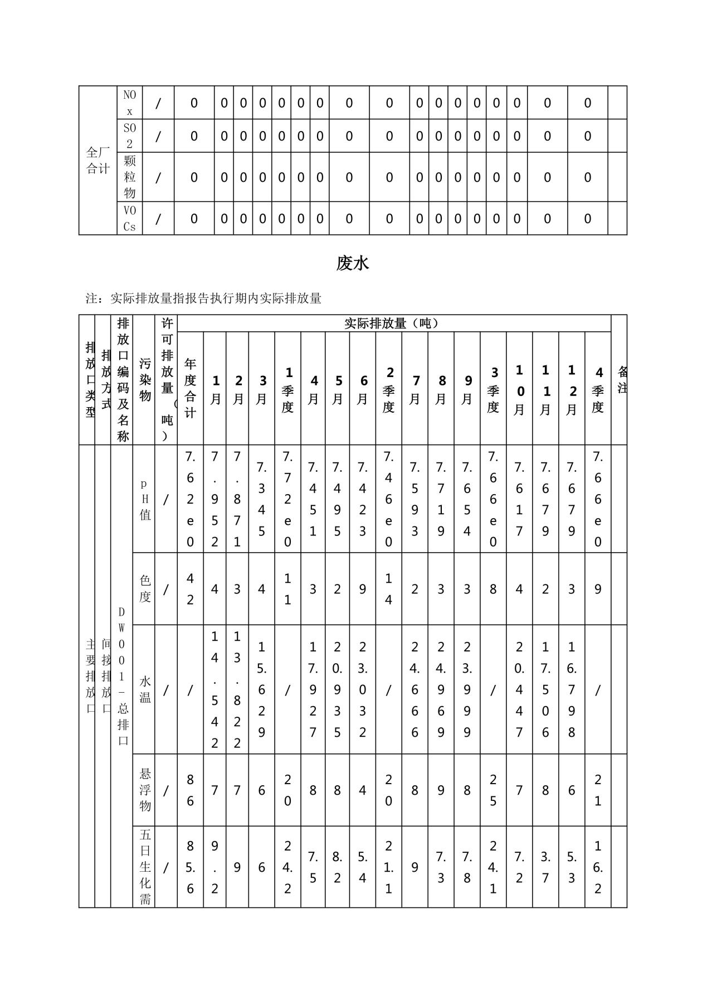 全厂合计 NOx / 0 0 0 0 0 0 0 0 0 0 0 0 0 0 0 0 0
SO2 / 0 0 0 0 0 0 0 0 0 0 0 0 0 0 0 0 0
颗粒物 / 0 0 0 0 0 0 0 0 0 0 0 0 0 0 0 0 0
VOCs / 0 0 0 0 0 0 0 0 0 0 0 0 0 0 0 0 0
废水
注：实际排放量指报告执行期内实际排放量
排放口类型 排放方式 排放口编码及名称 污染物 许可排放量（吨） 实际排放量（吨） 备注
年度合计 1月 2月 3月 1季度 4月 5月 6月 2季度 7月 8月 9月 3季度 10月 11月 12月 4季度
主要排放口 间接排放口 DW001-总排口 pH值 / 7.62e0 7.952 7.871 7.345 7.72e0 7.451 7.495 7.423 7.46e0 7.593 7.719 7.654 7.66e0 7.617 7.679 7.679 7.66e0
色度 / 42 4 3 4 11 3 2 9 14 2 3 3 8 4 2 3 9
水温 / / 14.542 13.822 15.629 / 17.927 20.935 23.032 / 24.666 24.969 23.999 / 20.447 17.506 16.798 /
悬浮物 / 86 7 7 6 20 8 8 4 20 8 9 8 25 7 8 6 21
五日生化需 / 85.6 9.2 9 6 24.2 7.5 8.2 5.4 21.1 9 7.3 7.8 24.1 7.2 3.7 5.3 16.2